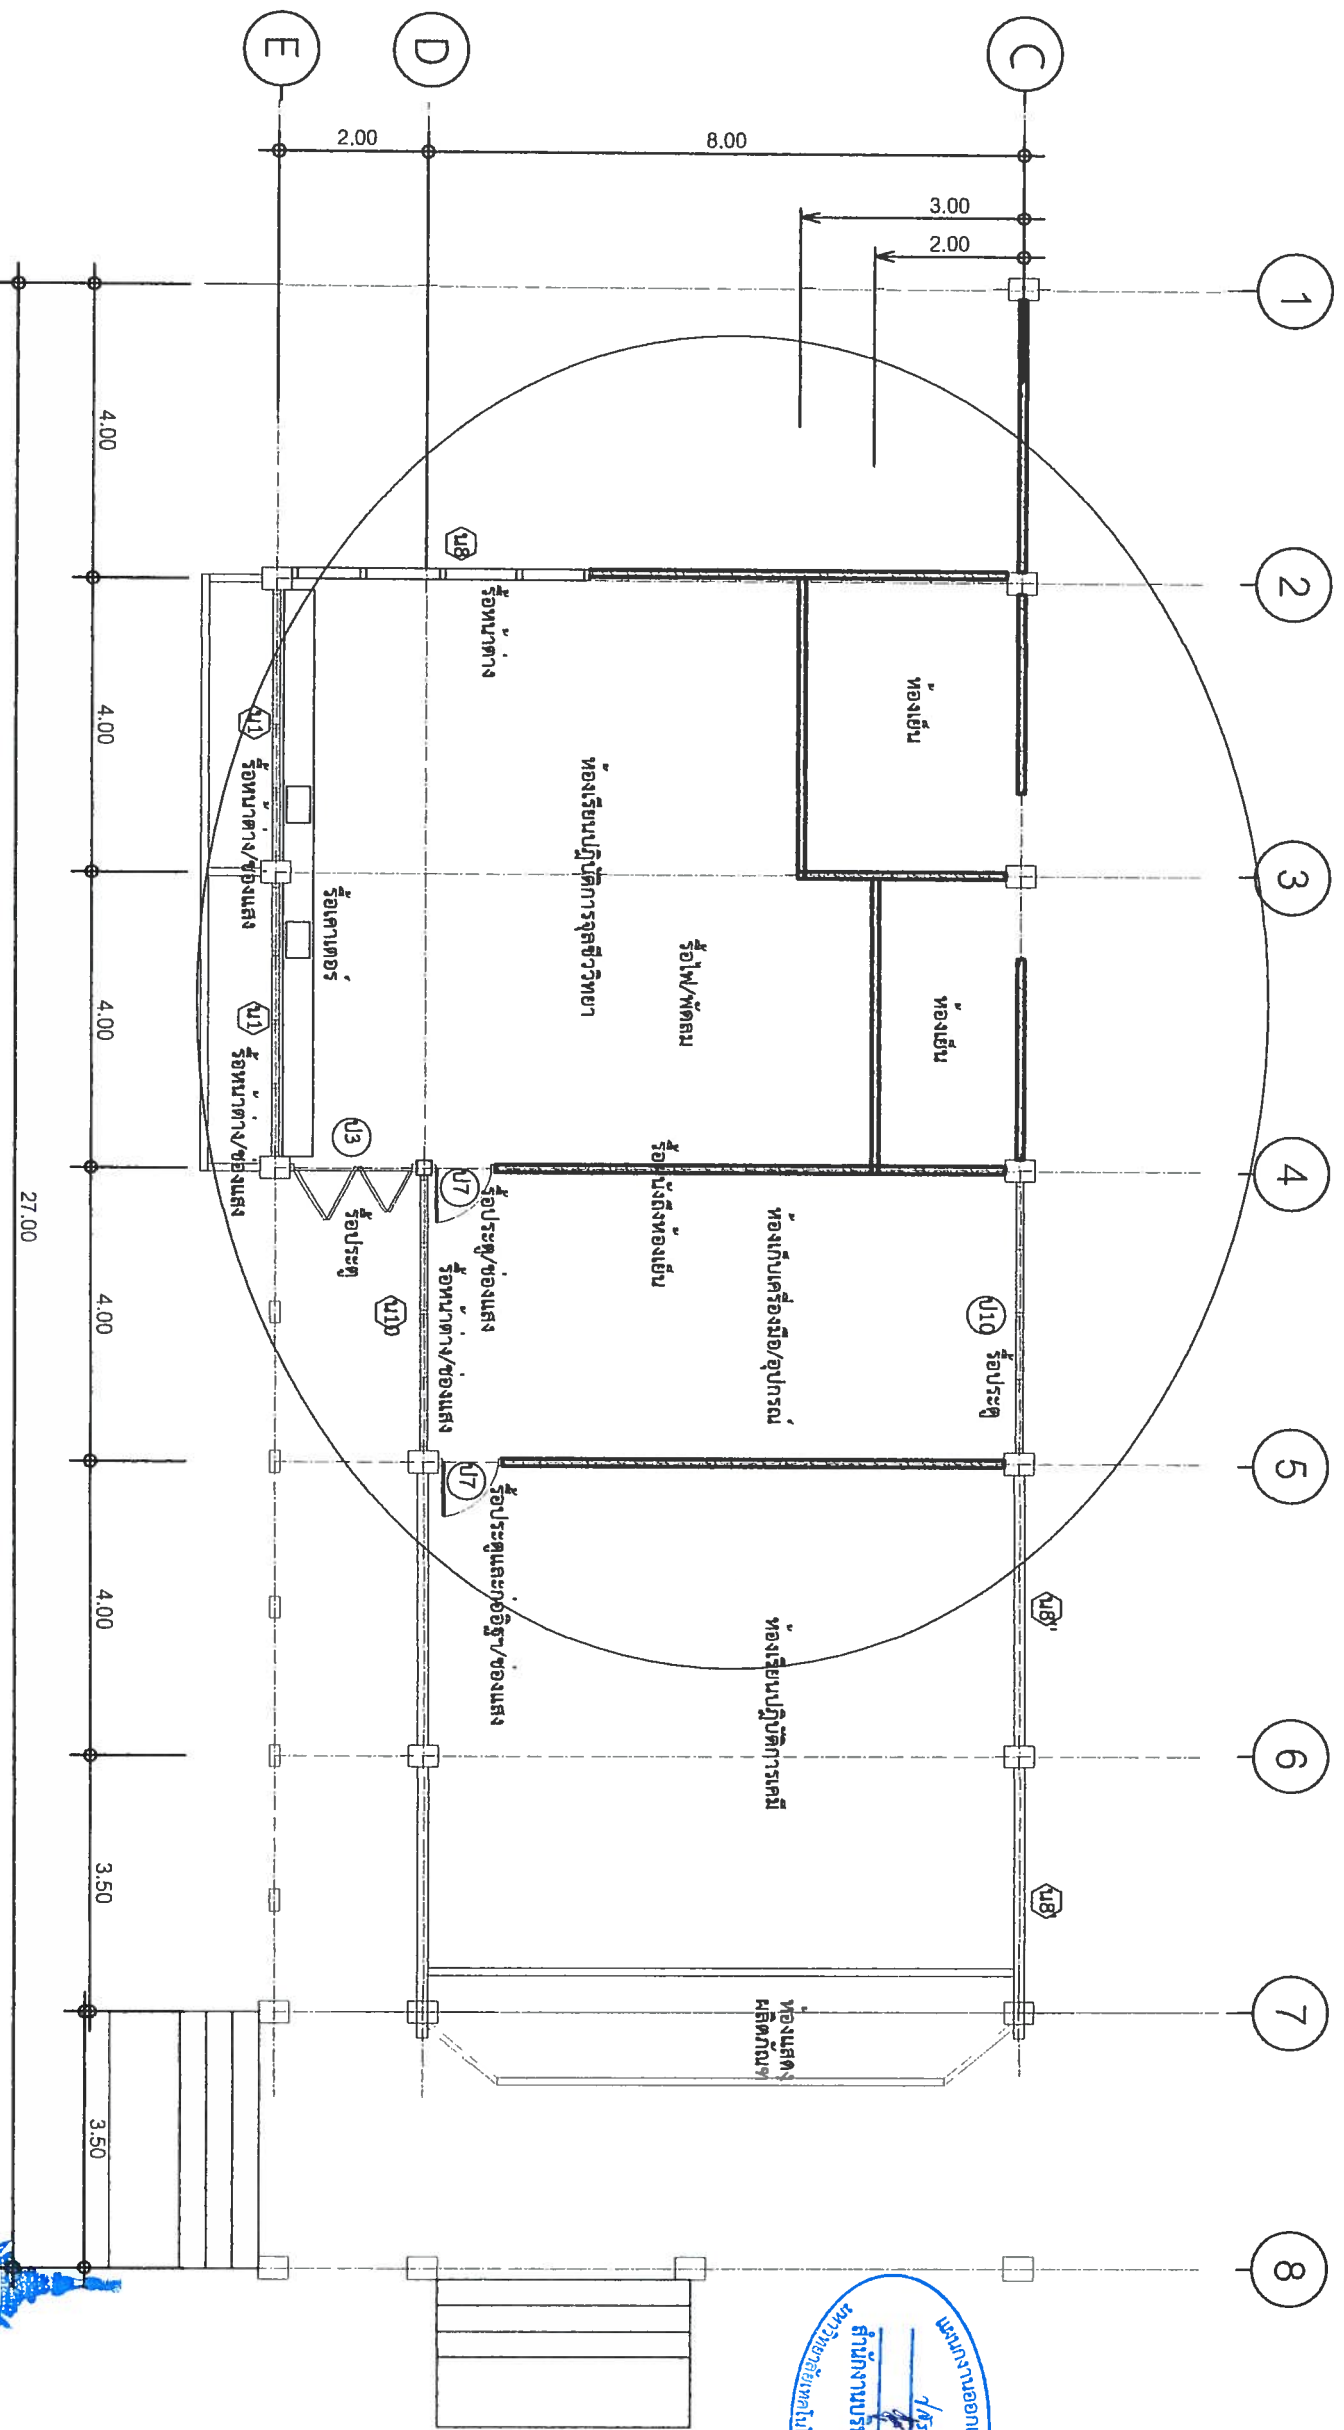 1
2
3
4
5
6
7
8
C
D
E
2.00
8.00
3.00
2.00
ห้องเย็น
ห้องเย็น
น8
รื้อหน้าต่าง
ห้องเรียนปฏิบัติการจุลชีววิทยา
รื้อไฟ/พัดลม
รื้อเคาเตอร์
น1
รื้อหน้าต่าง/ช่องแสง
น1
รื้อหน้าต่าง/ช่องแสง
ป3
รื้อประตู
ป7
รื้อประตู/ช่องแสง
รื้อผนังถึงห้องเย็น
ห้องเก็บเครื่องมือ/อุปกรณ์
ป10
รื้อประตู
น10
รื้อหน้าต่าง/ช่องแสง
ป7
รื้อประตูและก่ออิฐฯ/ช่องแสง
ห้องเรียนปฏิบัติการเคมี
น8'
น8'
ห้องแสดง
ผลิตภัณฑ
4.00
4.00
4.00
4.00
4.00
3.50
3.50
27.00